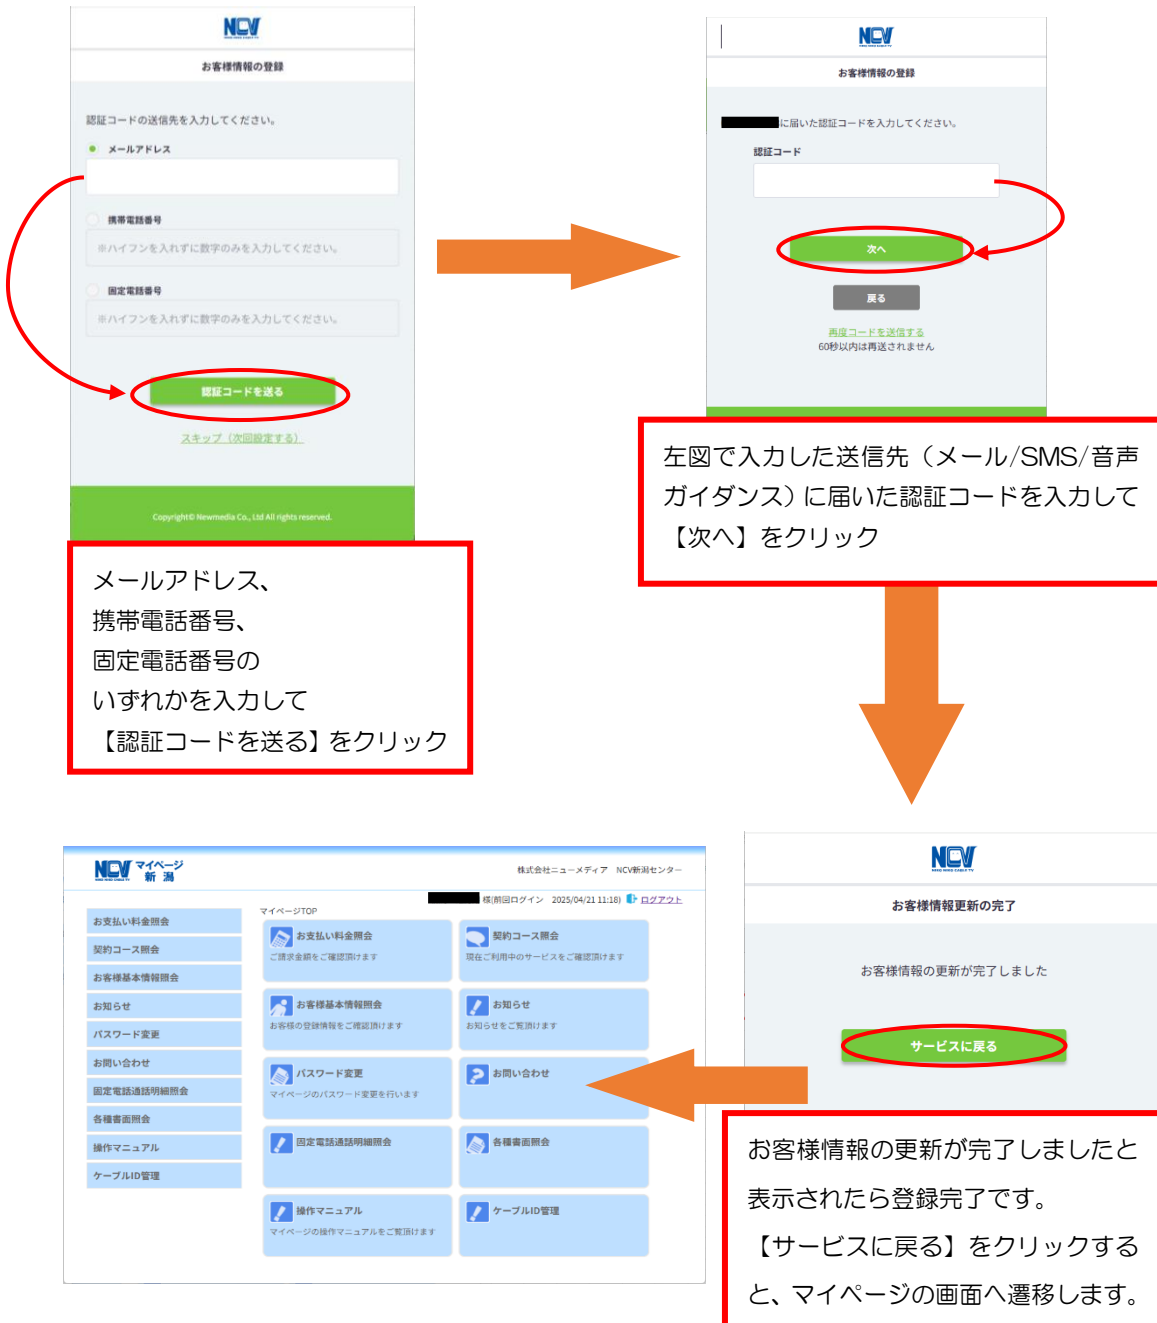 NCV
お客様情報の登録
認証コードの送信先を入力してください。
メールアドレス
携帯電話番号
※ハイフンを入れずに数字のみを入力してください。
固定電話番号
※ハイフンを入れずに数字のみを入力してください。
認証コードを送る
スキップ（次回設定する）
Copyright© Newmedia Co., Ltd All rights reserved.
メールアドレス、
携帯電話番号、
固定電話番号の
いずれかを入力して
【認証コードを送る】をクリック
NCV
お客様情報の登録
に届いた認証コードを入力してください。
認証コード
次へ
戻る
再度コードを送信する
60秒以内は再送されません
左図で入力した送信先（メール/SMS/音声
ガイダンス）に届いた認証コードを入力して
【次へ】をクリック
NCV
お客様情報更新の完了
お客様情報の更新が完了しました
サービスに戻る
お客様情報の更新が完了しましたと
表示されたら登録完了です。
【サービスに戻る】をクリックする
と、マイページの画面へ遷移します。
NCV マイページ
新 潟
株式会社ニューメディア NCV新潟センター
様(前回ログイン 2025/04/21 11:18) ログアウト
お支払い料金照会
契約コース照会
お客様基本情報照会
お知らせ
パスワード変更
お問い合わせ
固定電話通話明細照会
各種書面照会
操作マニュアル
ケーブルID管理
マイページTOP
お支払い料金照会
ご請求金額をご確認頂けます
契約コース照会
現在ご利用中のサービスをご確認頂けます
お客様基本情報照会
お客様の登録情報をご確認頂けます
お知らせ
お知らせをご覧頂けます
パスワード変更
マイページのパスワード変更を行います
お問い合わせ
固定電話通話明細照会
各種書面照会
操作マニュアル
マイページの操作マニュアルをご覧頂けます
ケーブルID管理